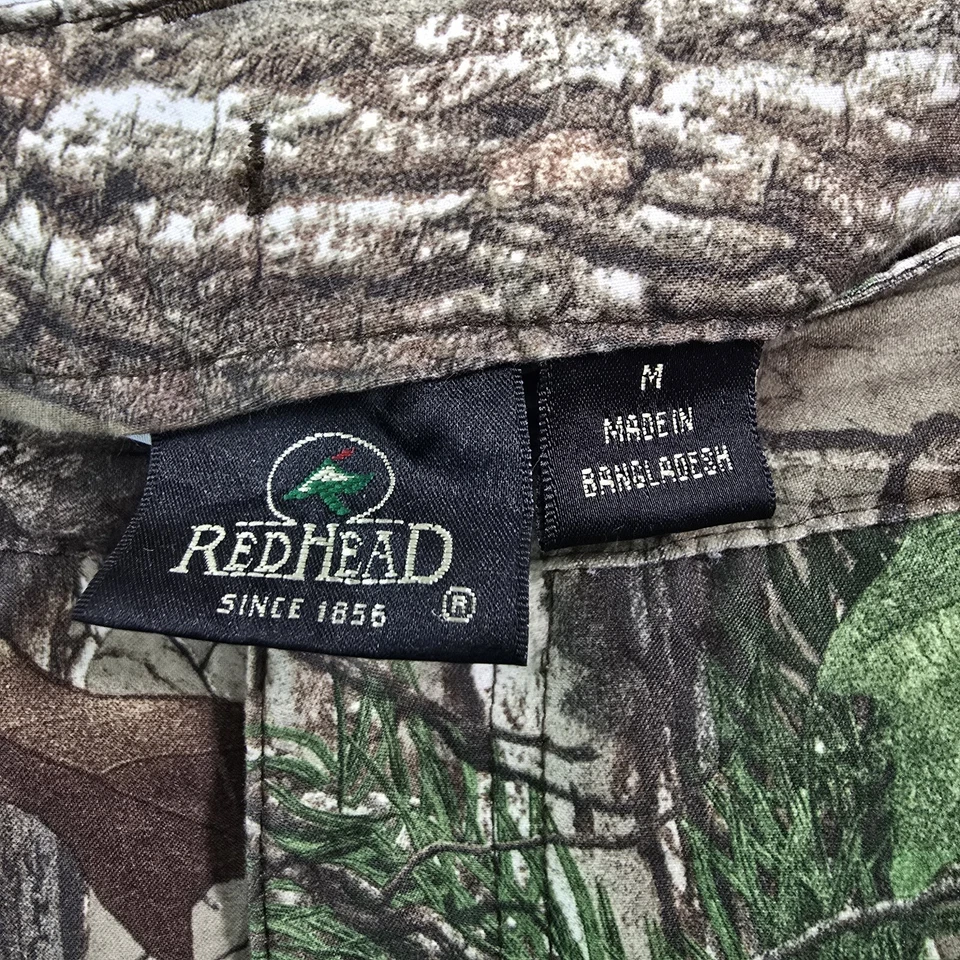 REDHEAD
SINCE 1856 ®
M
MADE IN
BANGLADESH